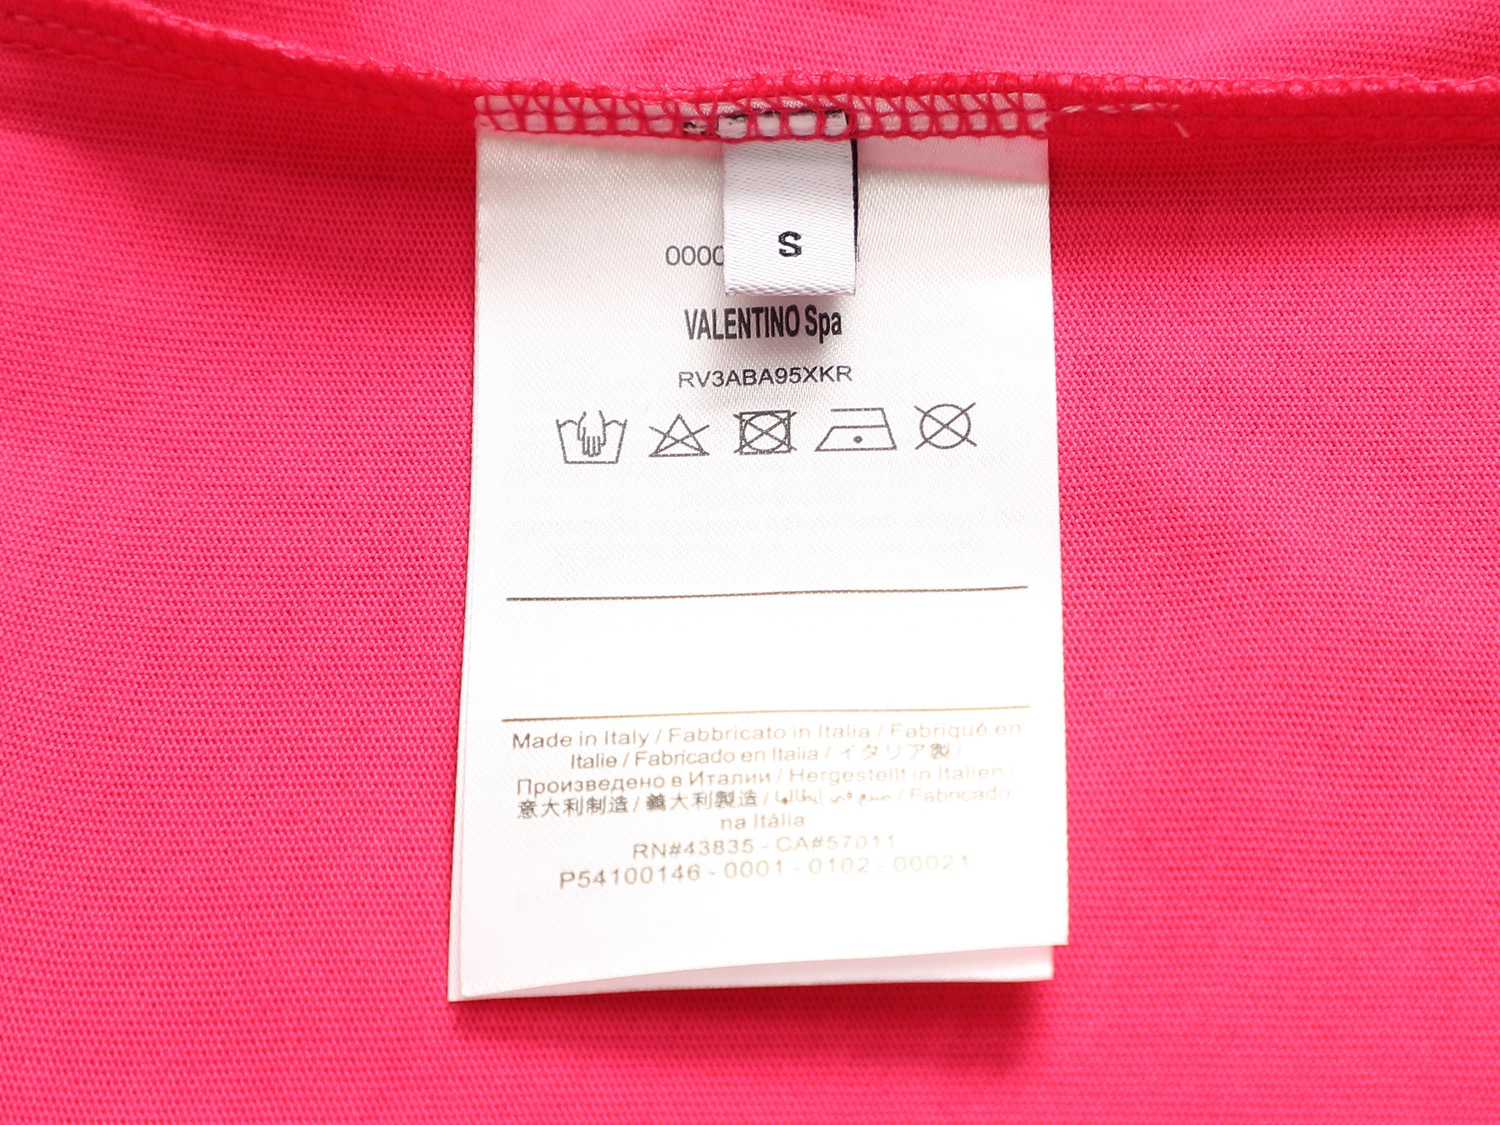 S
VALENTINO Spa
RV3ABA95XKR
Made in Italy / Fabbricato in Italia / Fabriqué en
Italie / Fabricado en Italia / イタリア製 /
Произведено в Италии / Hergestellt in Italien /
意大利制造 / 義大利製造 / صنع في إيطاليا / Fabricado
na Itália
RN#43835 - CA#57011
P54100146 - 0001 - 0102 - 00021